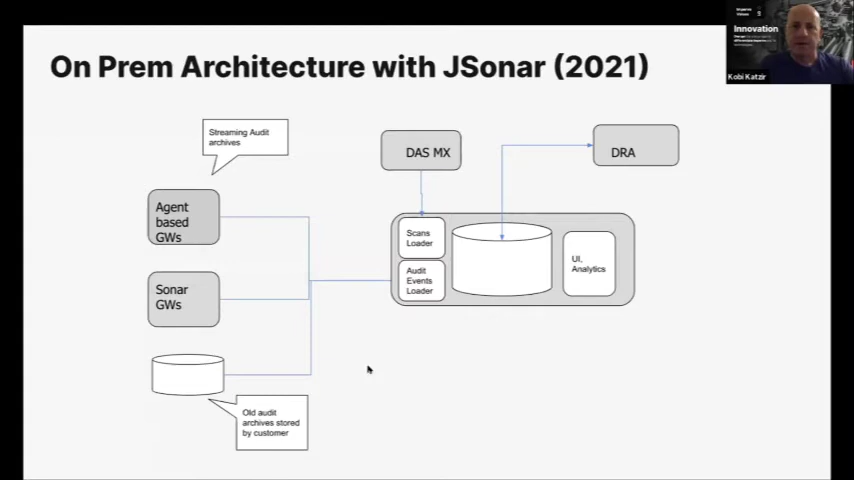 On Prem Architecture with JSonar (2021)
Innovation
Kobi Katzir
Streaming Audit
archives
DAS MX
DRA
Agent
based
GWs
Scans
Loader
UI,
Analytics
Audit
Events
Loader
Sonar
GWs
Old audit
archives stored
by customer